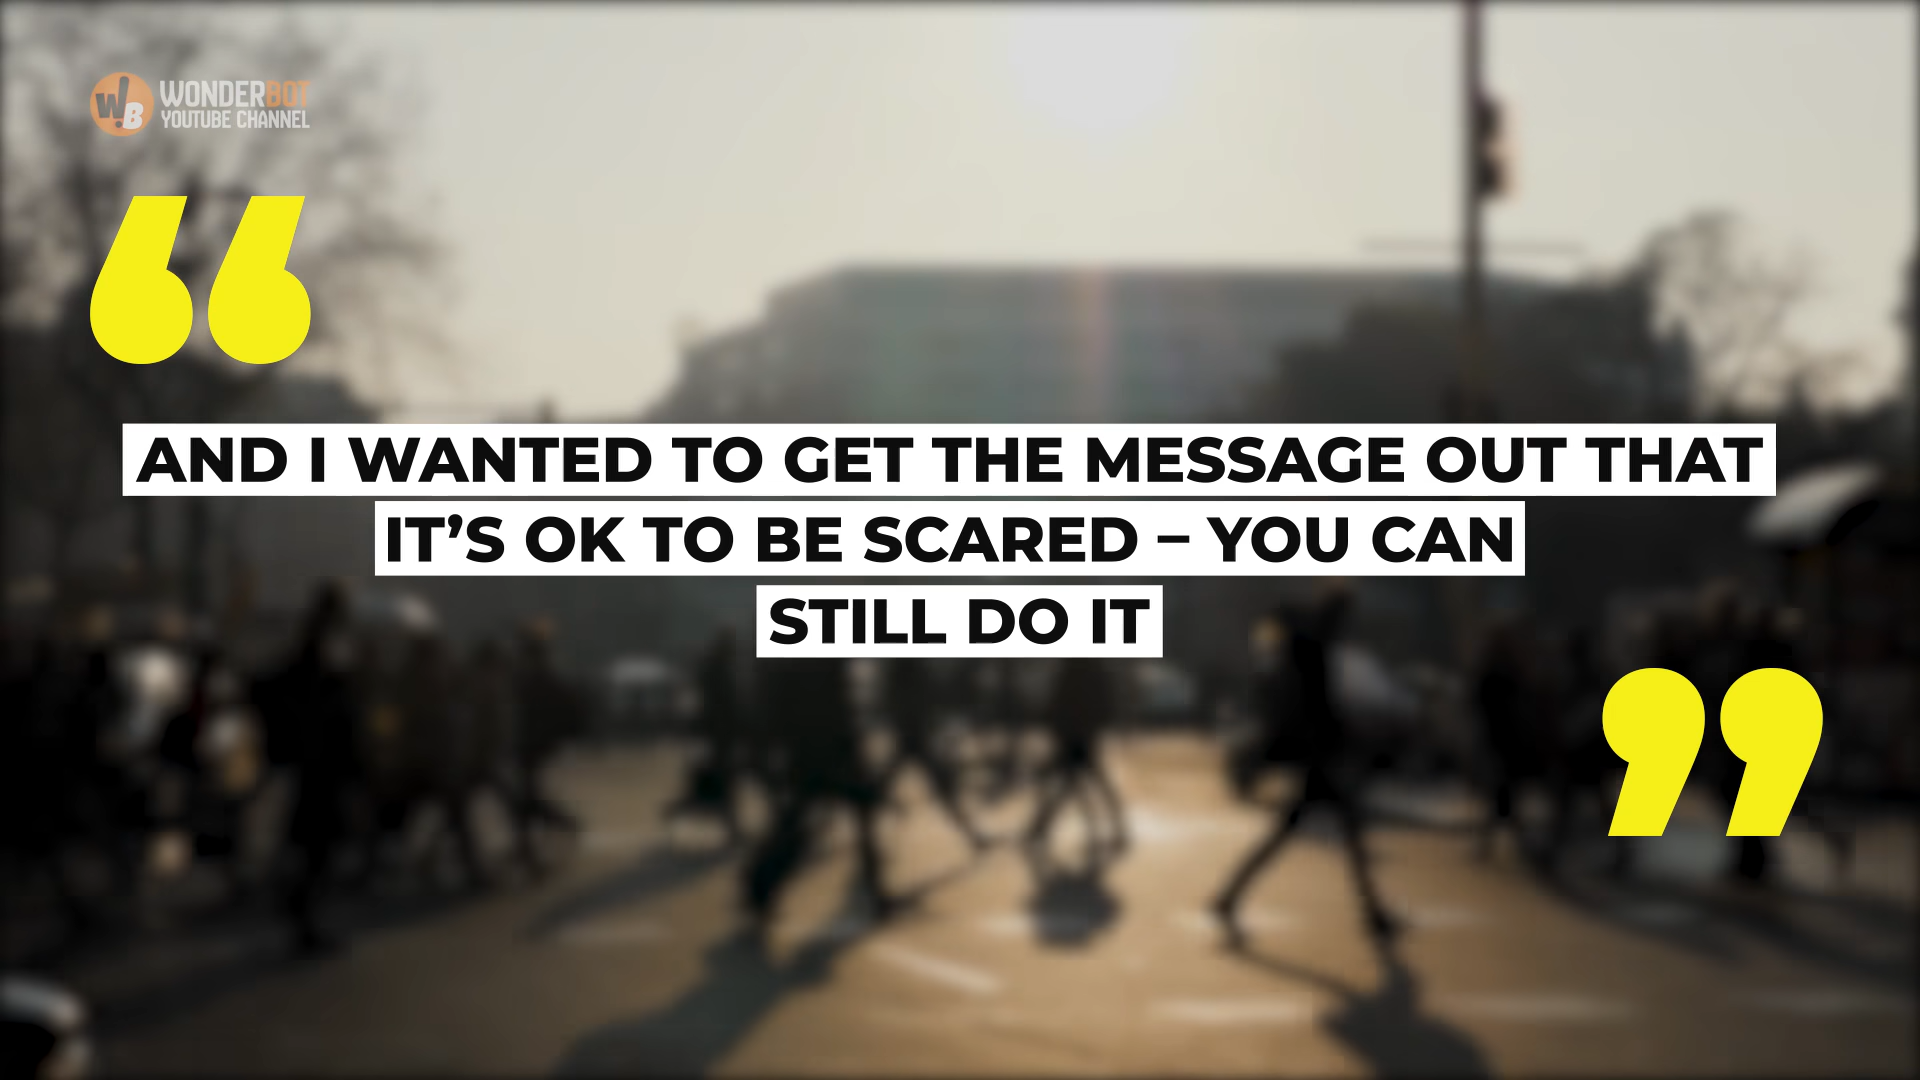 WONDERBOT
YOUTUBE CHANNEL
“
AND I WANTED TO GET THE MESSAGE OUT THAT
IT’S OK TO BE SCARED – YOU CAN
STILL DO IT
”